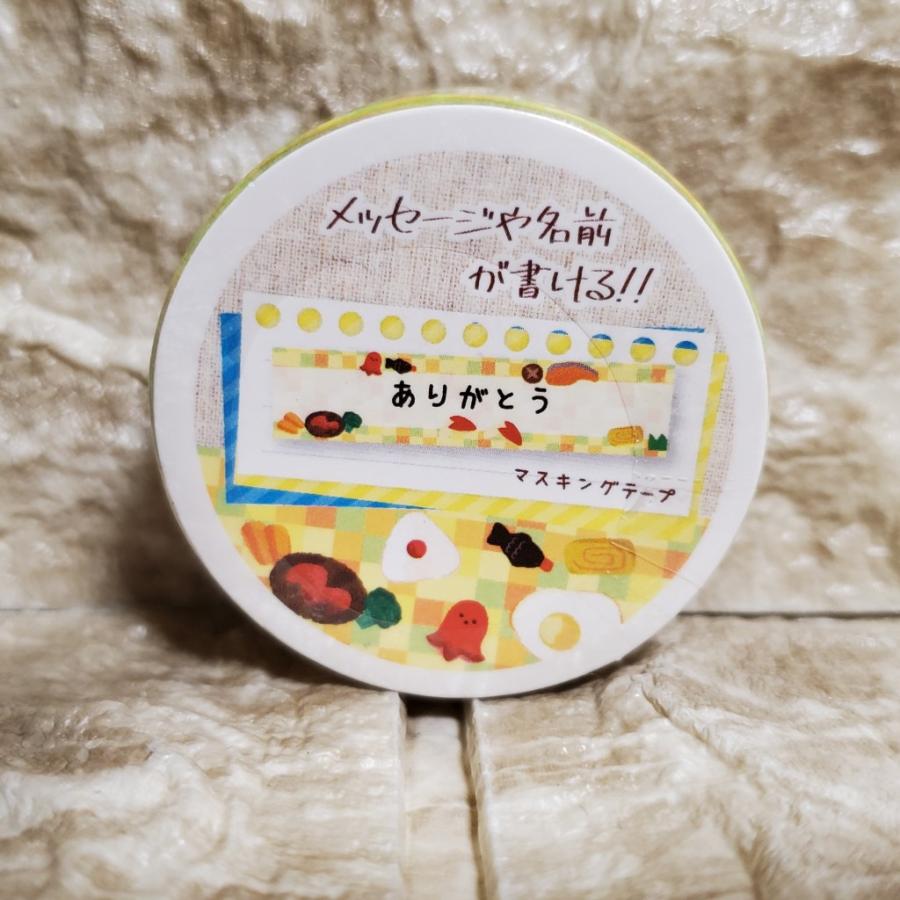 メッセージや名前
が書ける!!
ありがとう
マスキングテープ